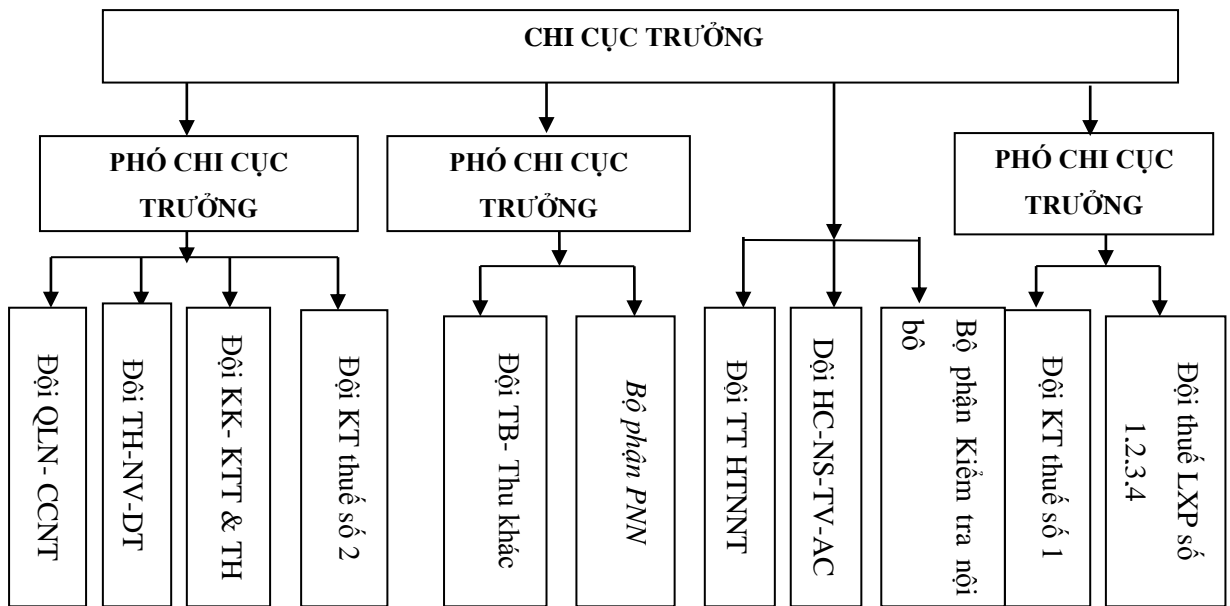 CHI CỤC TRƯỞNG
PHÓ CHI CỤC
TRƯỞNG
PHÓ CHI CỤC
TRƯỞNG
PHÓ CHI CỤC
TRƯỞNG
Đội QLN- CCNT
Đôi TH-NV-DT
Đội KK- KTT & TH
Đội KT thuế số 2
Đội TB- Thu khác
Bộ phận PNN
Đội TT HTNNT
Dội HC-NS-TV-AC
Bộ phận Kiểm tra nội
bô
Đội KT thuế số 1
Đội thuế LXP số
1.2.3.4